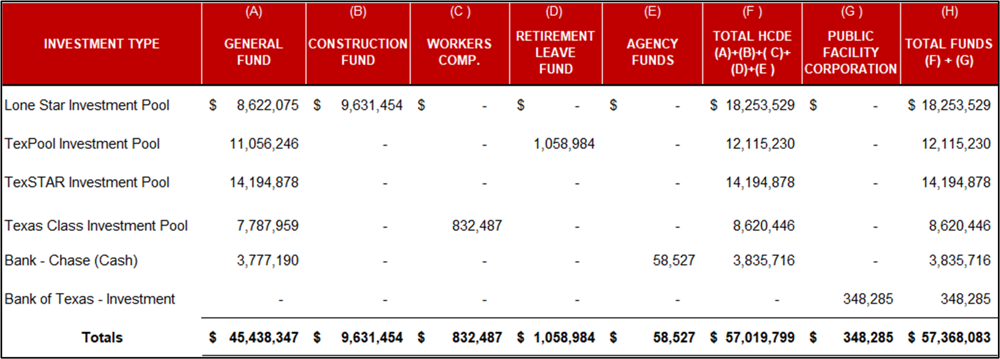 (A) (B) (C ) (D) (E) (F ) (G ) (H)
INVESTMENT TYPE GENERAL FUND CONSTRUCTION FUND WORKERS COMP. RETIREMENT LEAVE FUND AGENCY FUNDS TOTAL HCDE (A)+(B)+( C)+ (D)+(E ) PUBLIC FACILITY CORPORATION TOTAL FUNDS (F) + (G)
Lone Star Investment Pool $ 8,622,075 $ 9,631,454 $ - $ - $ - $ 18,253,529 $ - $ 18,253,529
TexPool Investment Pool 11,056,246 - - 1,058,984 - 12,115,230 - 12,115,230
TexSTAR Investment Pool 14,194,878 - - - - 14,194,878 - 14,194,878
Texas Class Investment Pool 7,787,959 - 832,487 - - 8,620,446 - 8,620,446
Bank - Chase (Cash) 3,777,190 - - - 58,527 3,835,716 - 3,835,716
Bank of Texas - Investment - - - - - - 348,285 348,285
Totals $ 45,438,347 $ 9,631,454 $ 832,487 $ 1,058,984 $ 58,527 $ 57,019,799 $ 348,285 $ 57,368,083